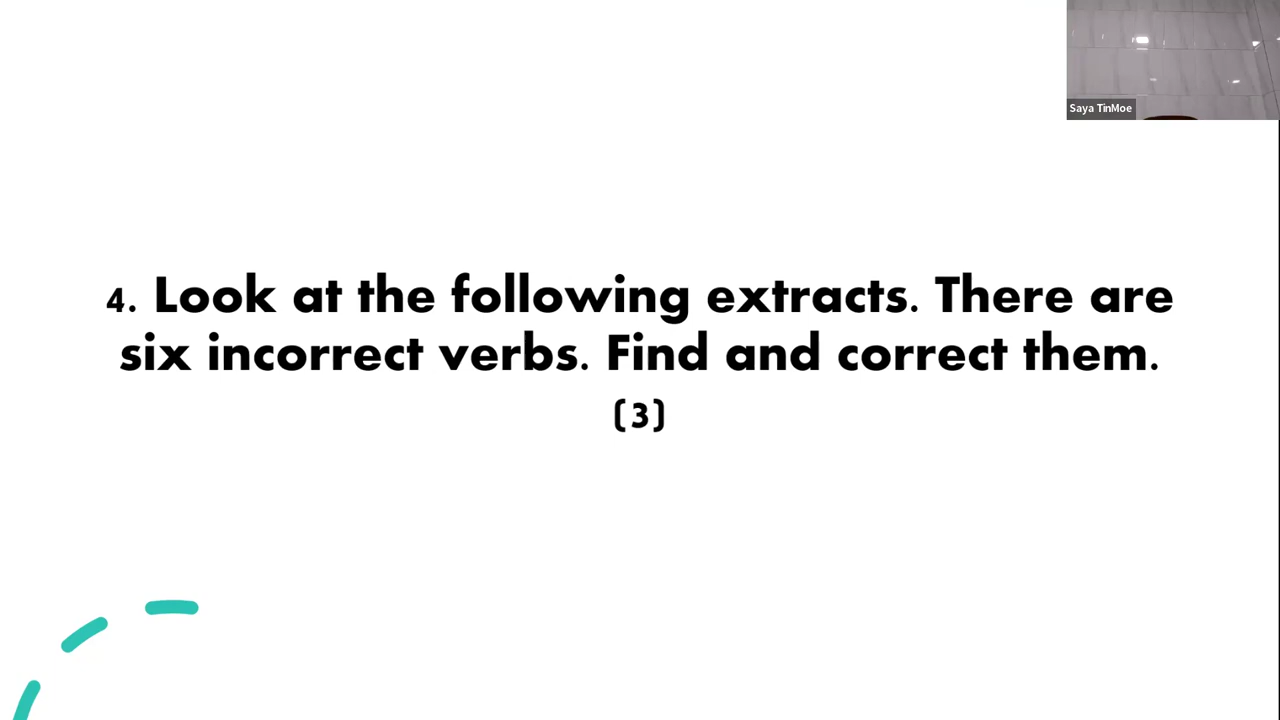 Saya TinMoe
4. Look at the following extracts. There are
six incorrect verbs. Find and correct them.
(3)